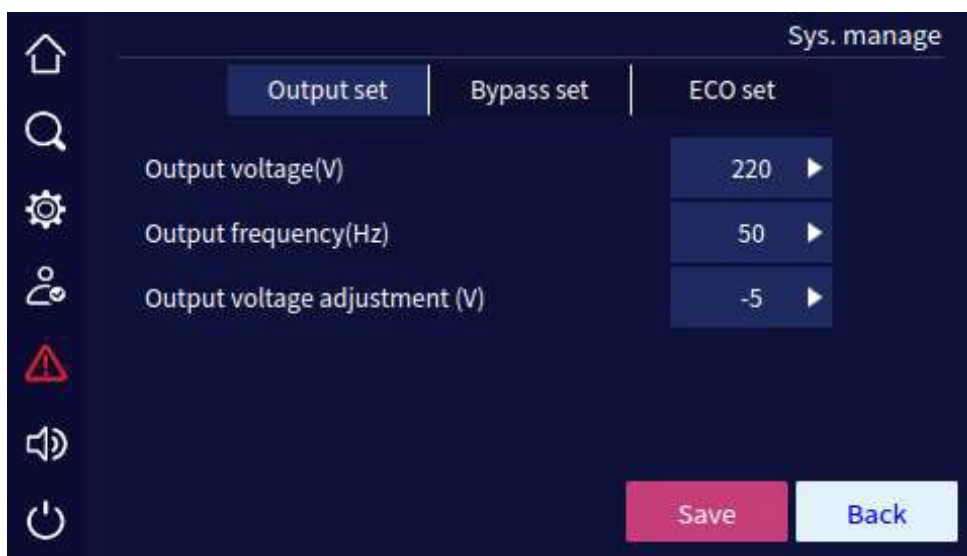 Sys. manage
Output set Bypass set ECO set
Output voltage(V) 220
Output frequency(Hz) 50
Output voltage adjustment (V) -5
Save Back